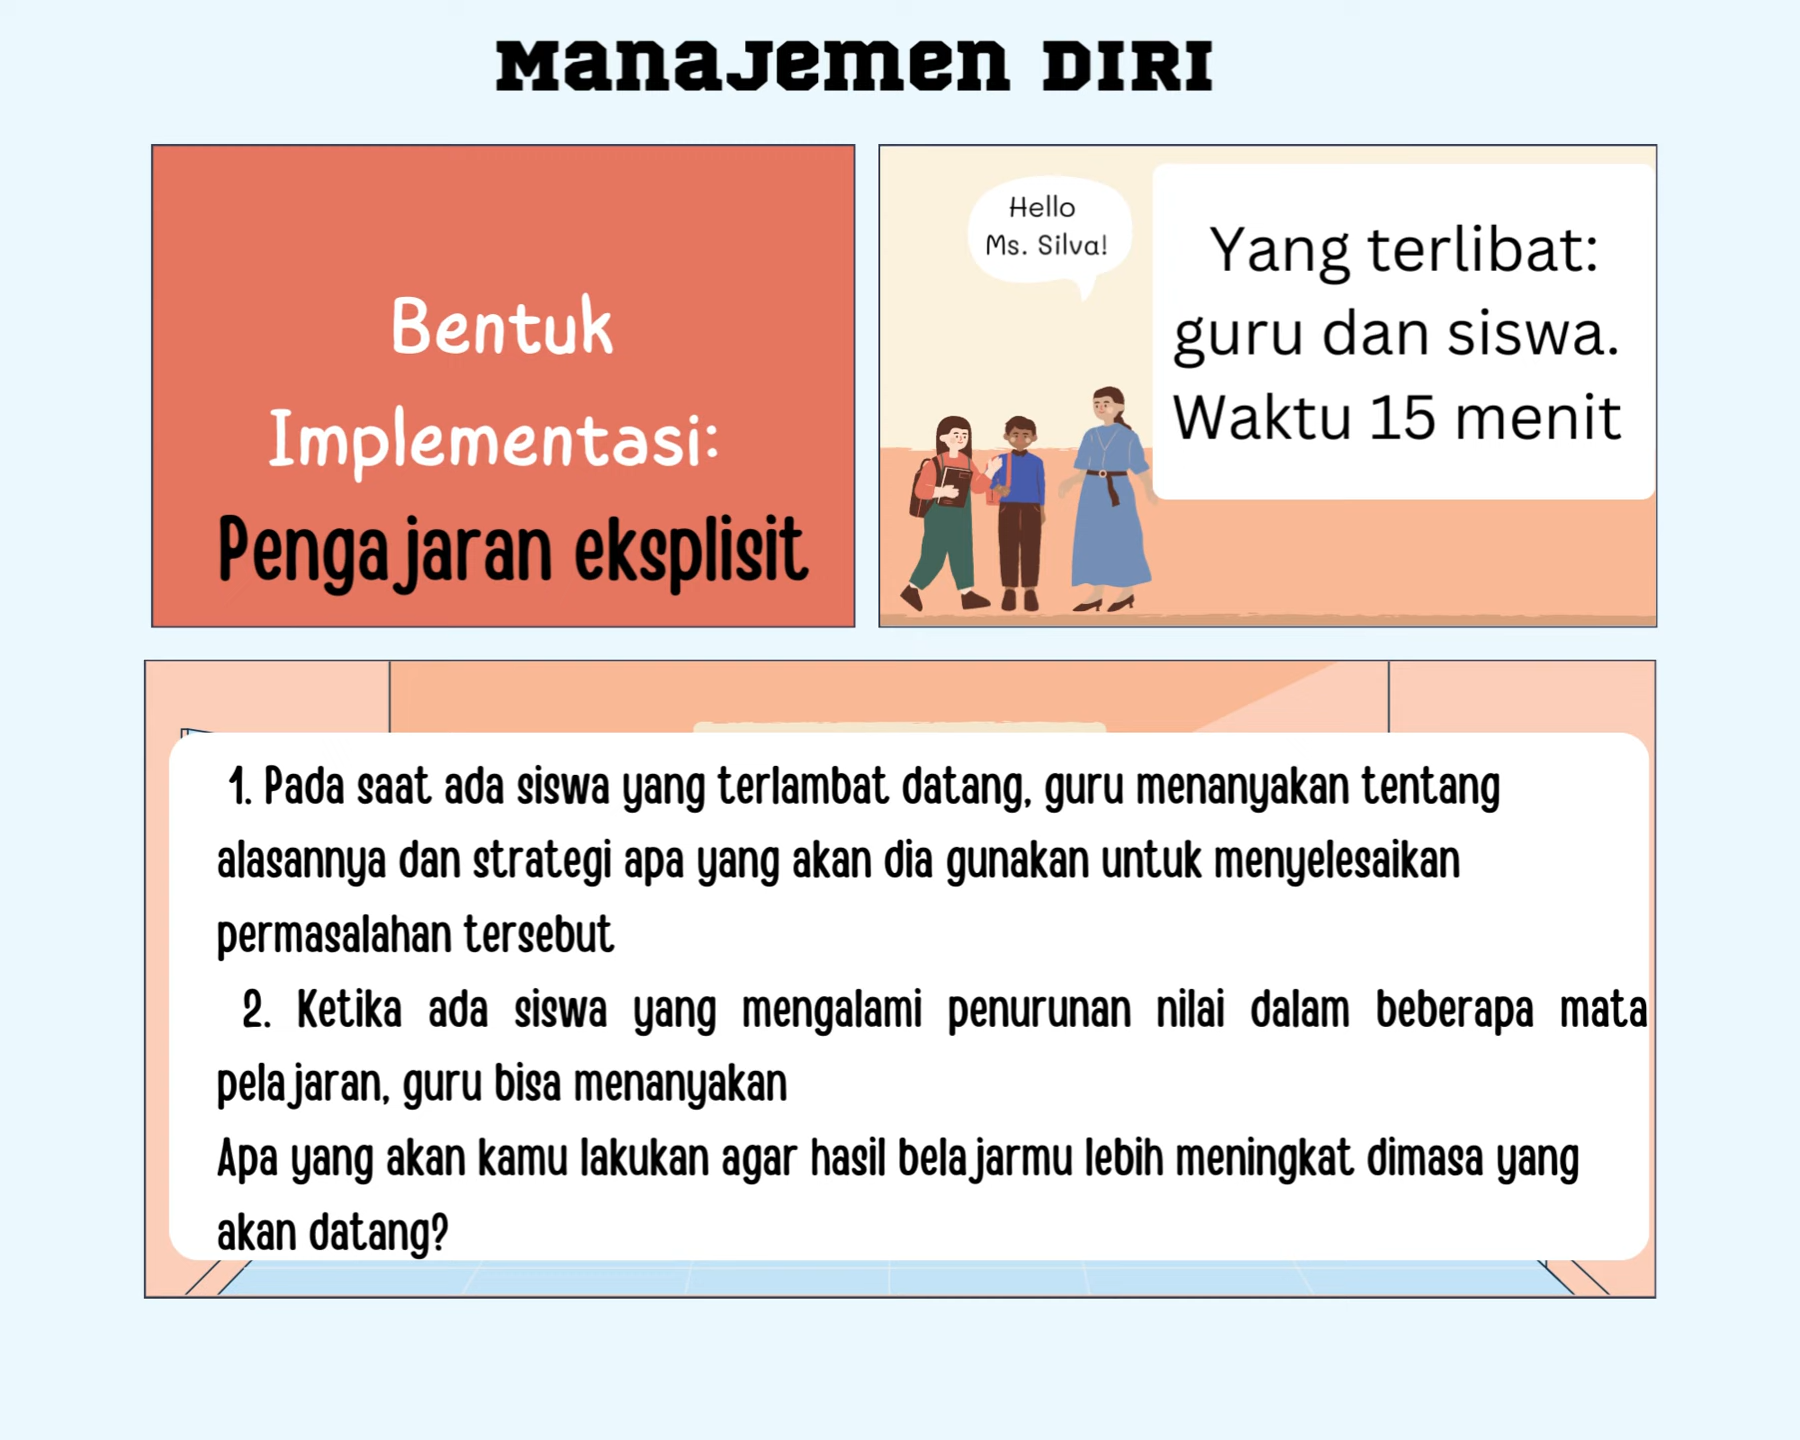 Manajemen DIRI
Bentuk
Implementasi:
Pengajaran eksplisit
Hello
Ms. Silva!
Yang terlibat:
guru dan siswa.
Waktu 15 menit
1. Pada saat ada siswa yang terlambat datang, guru menanyakan tentang
alasannya dan strategi apa yang akan dia gunakan untuk menyelesaikan
permasalahan tersebut
2. Ketika ada siswa yang mengalami penurunan nilai dalam beberapa mata
pelajaran, guru bisa menanyakan
Apa yang akan kamu lakukan agar hasil belajarmu lebih meningkat dimasa yang
akan datang?